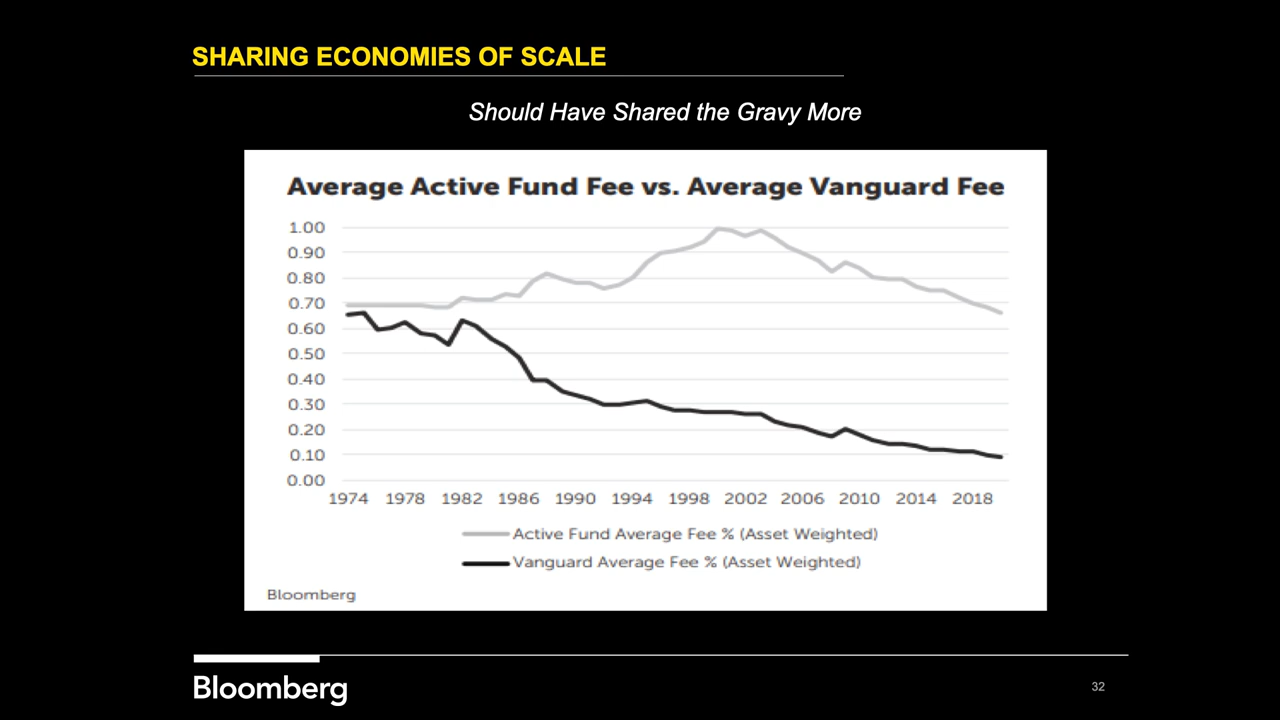 SHARING ECONOMIES OF SCALE
Should Have Shared the Gravy More
Average Active Fund Fee vs. Average Vanguard Fee
1.00
0.90
0.80
0.70
0.60
0.50
0.40
0.30
0.20
0.10
0.00
1974 1978 1982 1986 1990 1994 1998 2002 2006 2010 2014 2018
Active Fund Average Fee % (Asset Weighted)
Vanguard Average Fee % (Asset Weighted)
Bloomberg
Bloomberg
32